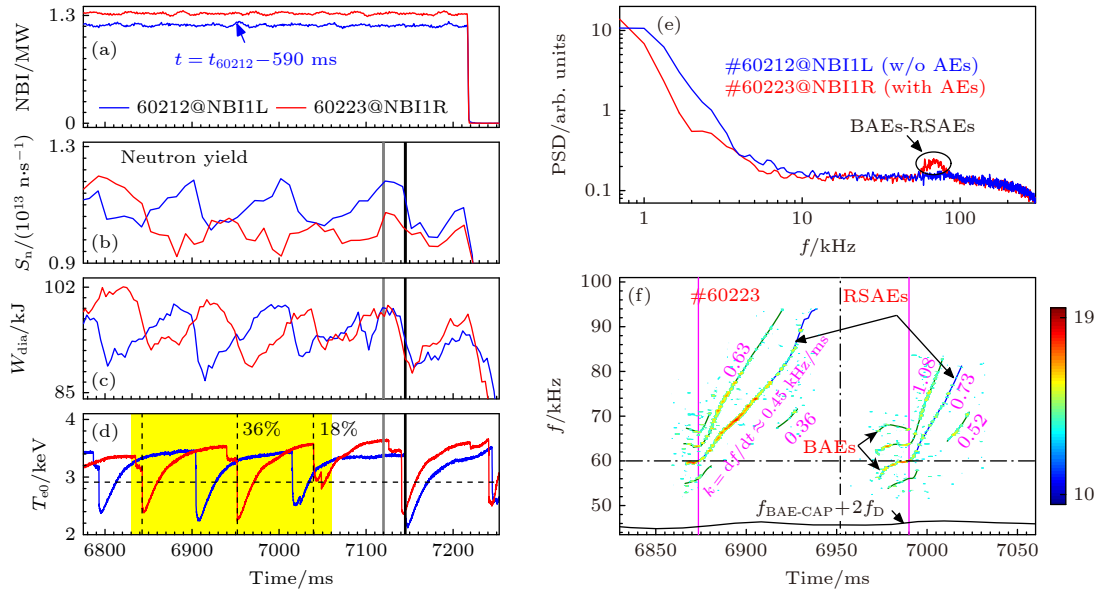 1.3
0
NBI/MW
(a)
t = t60212−590 ms
60212@NBI1L
60223@NBI1R
1.3
0.9
Sn/(10¹³ n·s⁻¹)
Neutron yield
(b)
102
85
Wdia/kJ
(c)
4
3
2
Te0/keV
(d)
36%
18%
6800
6900
7000
7100
7200
Time/ms
10
1
0.1
PSD/arb. units
(e)
#60212@NBI1L (w/o AEs)
#60223@NBI1R (with AEs)
BAEs-RSAEs
1
10
100
f/kHz
100
90
80
70
60
50
f/kHz
(f)
#60223
RSAEs
0.63
k = df/dt ≈ 0.45 kHz/ms
0.36
1.08
0.73
0.52
BAEs
fBAE-CAP+2fD
6850
6900
6950
7000
7050
Time/ms
19
10